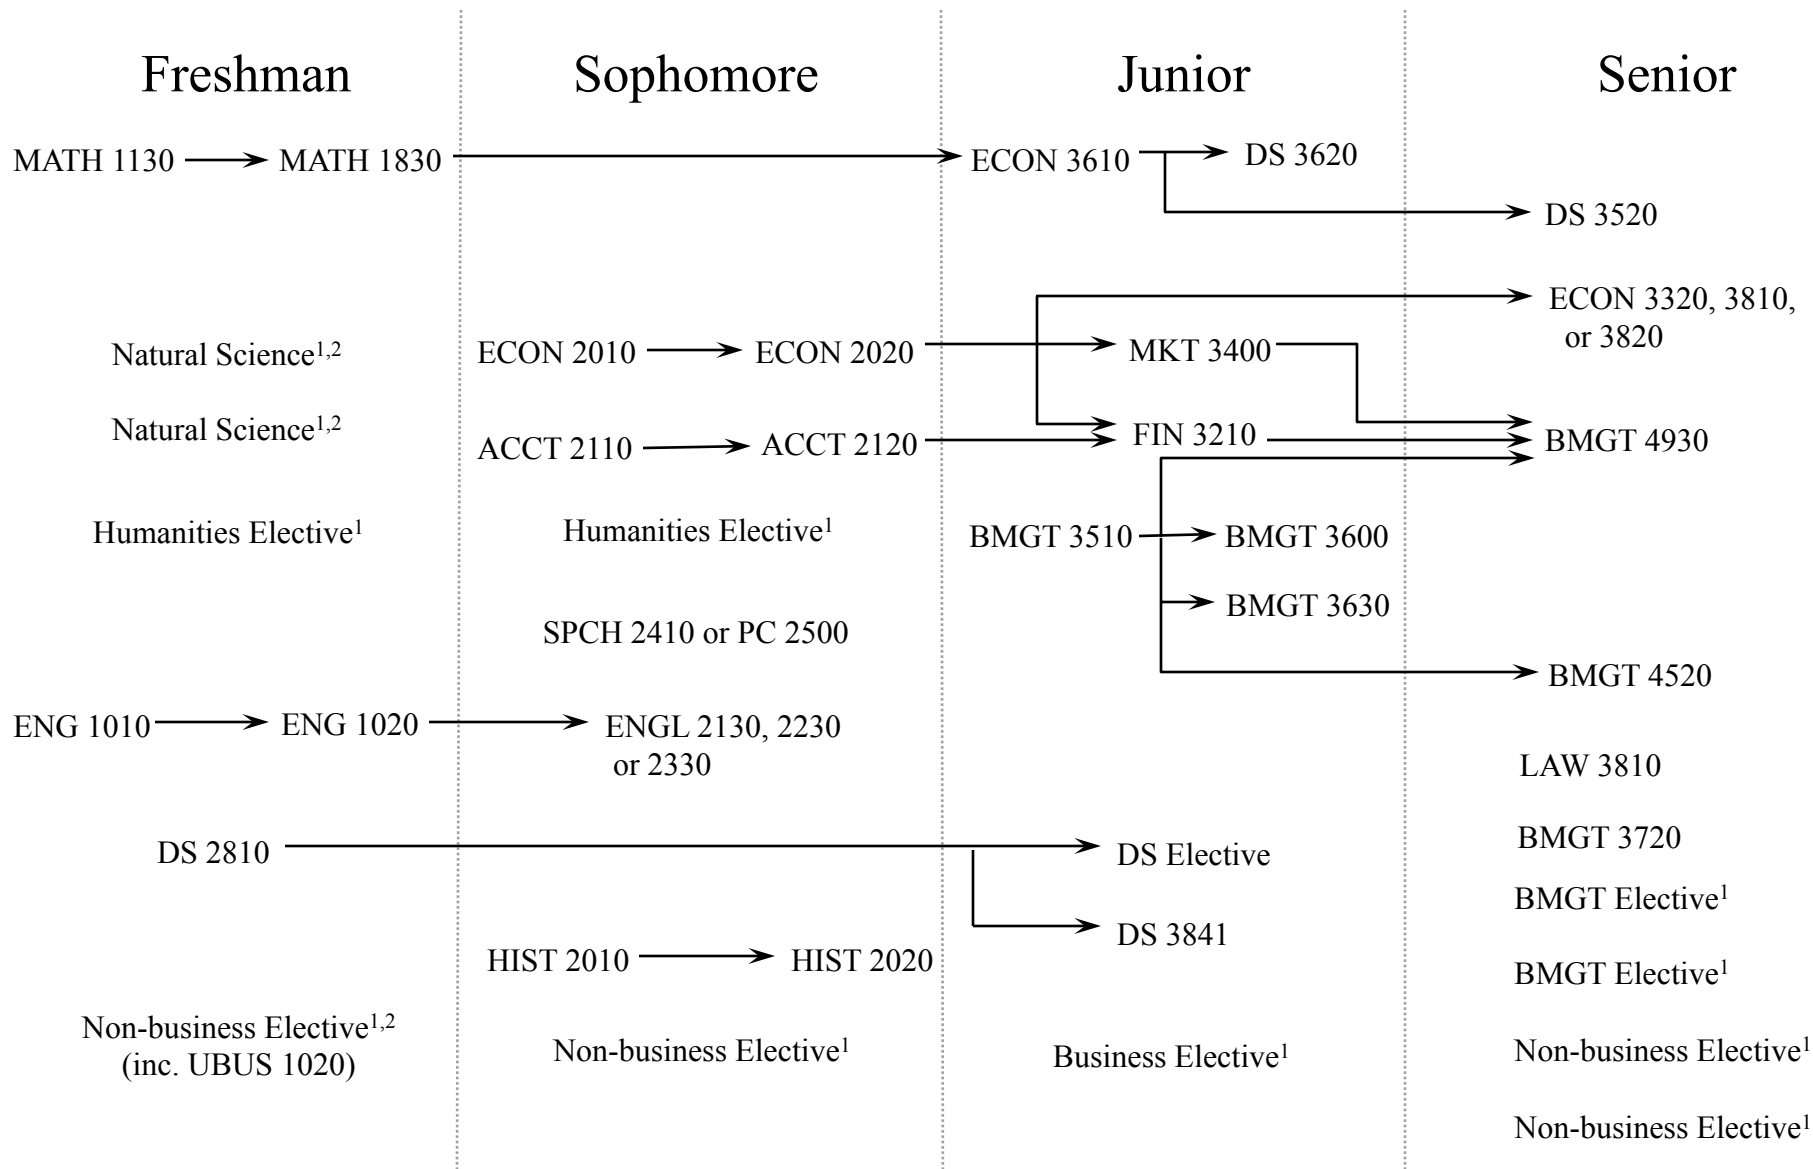 Freshman
Sophomore
Junior
Senior
MATH 1130
MATH 1830
ECON 3610
DS 3620
DS 3520
ECON 3320, 3810,
or 3820
Natural Science1,2
ECON 2010
ECON 2020
MKT 3400
Natural Science1,2
ACCT 2110
ACCT 2120
FIN 3210
BMGT 4930
Humanities Elective1
Humanities Elective1
BMGT 3510
BMGT 3600
BMGT 3630
SPCH 2410 or PC 2500
BMGT 4520
ENG 1010
ENG 1020
ENGL 2130, 2230
or 2330
LAW 3810
DS 2810
DS Elective
BMGT 3720
BMGT Elective1
DS 3841
HIST 2010
HIST 2020
BMGT Elective1
Non-business Elective1,2
(inc. UBUS 1020)
Non-business Elective1
Business Elective1
Non-business Elective1
Non-business Elective1